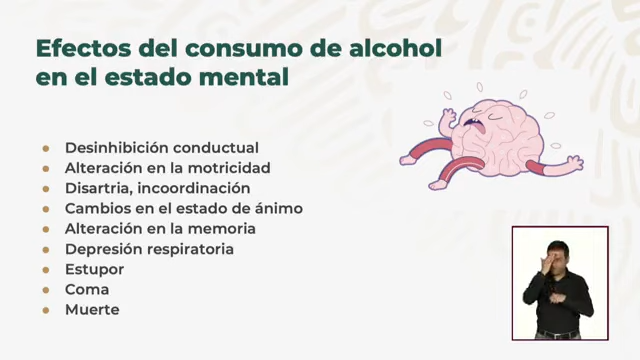 Efectos del consumo de alcohol
en el estado mental
Desinhibición conductual
Alteración en la motricidad
Disartria, incoordinación
Cambios en el estado de ánimo
Alteración en la memoria
Depresión respiratoria
Estupor
Coma
Muerte